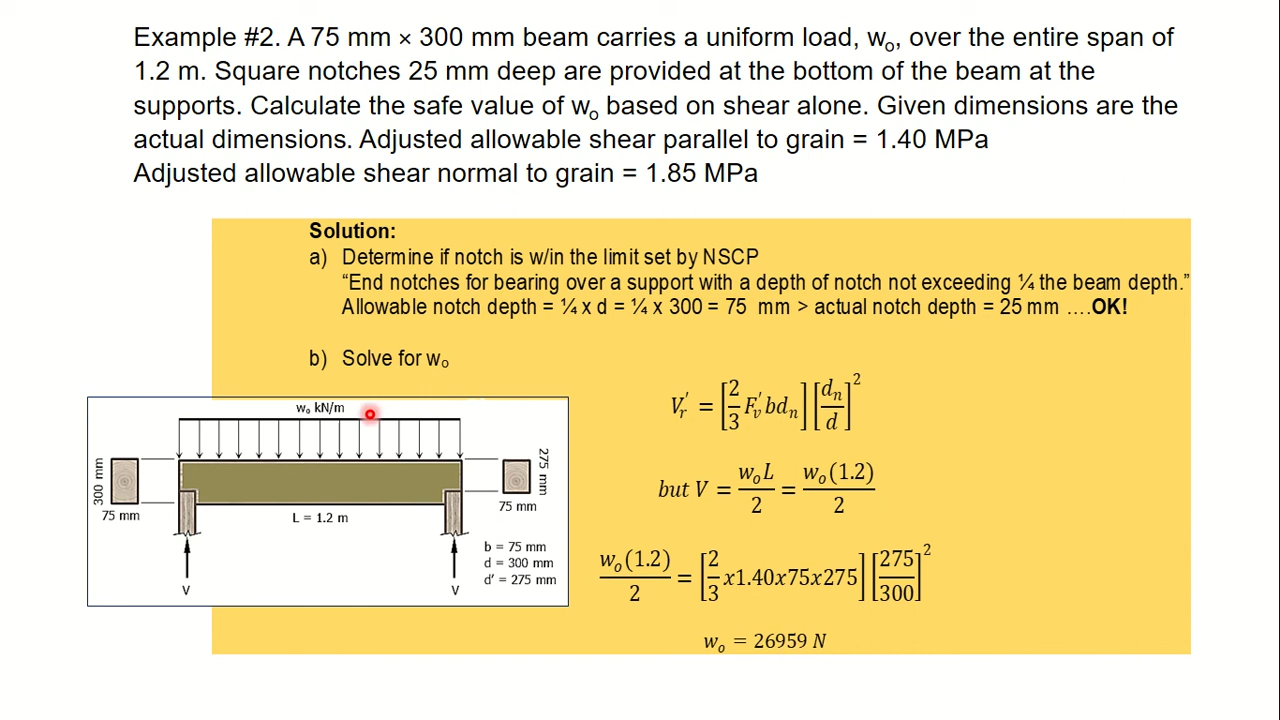 Example #2. A 75 mm × 300 mm beam carries a uniform load, wₒ, over the entire span of
1.2 m. Square notches 25 mm deep are provided at the bottom of the beam at the
supports. Calculate the safe value of wₒ based on shear alone. Given dimensions are the
actual dimensions. Adjusted allowable shear parallel to grain = 1.40 MPa
Adjusted allowable shear normal to grain = 1.85 MPa
Solution:
a) Determine if notch is w/in the limit set by NSCP
“End notches for bearing over a support with a depth of notch not exceeding ¼ the beam depth.”
Allowable notch depth = ¼ x d = ¼ x 300 = 75 mm > actual notch depth = 25 mm ….OK!
b) Solve for wₒ
wₒ kN/m
300 mm
75 mm
275 mm
75 mm
L = 1.2 m
b = 75 mm
d = 300 mm
d' = 275 mm
V
V
V′ᵣ = [2/3 F′ᵥ bdₙ] [dₙ/d]²
but V = wₒL/2 = wₒ(1.2)/2
wₒ(1.2)/2 = [2/3 x1.40x75x275] [275/300]²
wₒ = 26959 N